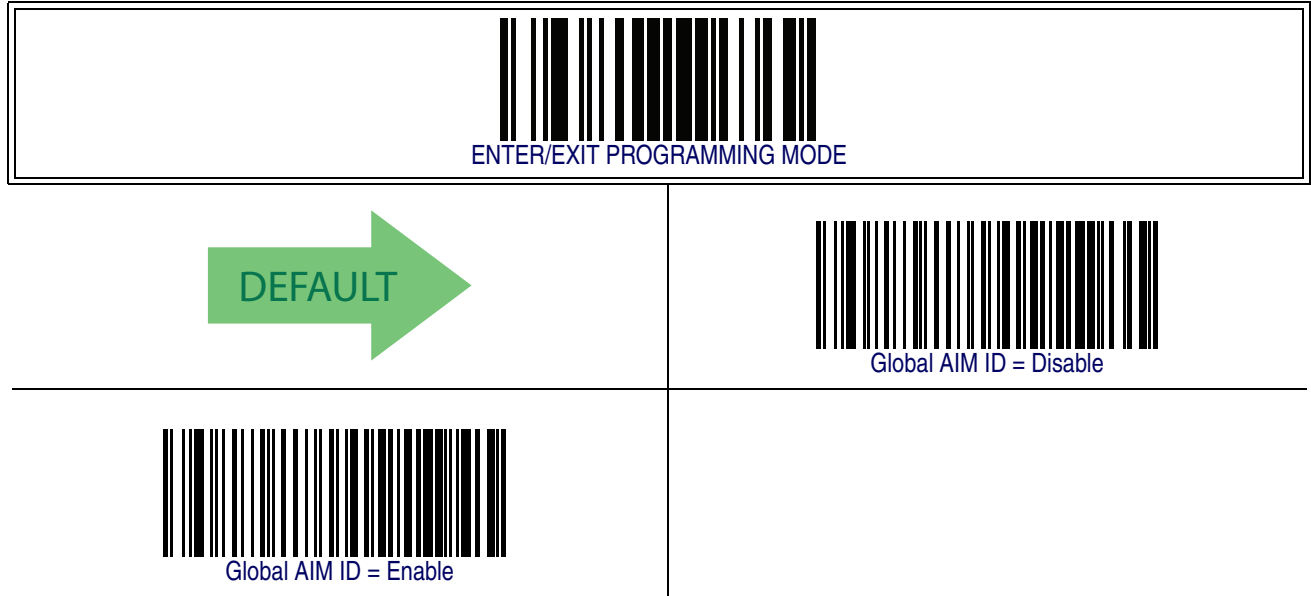 ENTER/EXIT PROGRAMMING MODE
DEFAULT
Global AIM ID = Disable
Global AIM ID = Enable